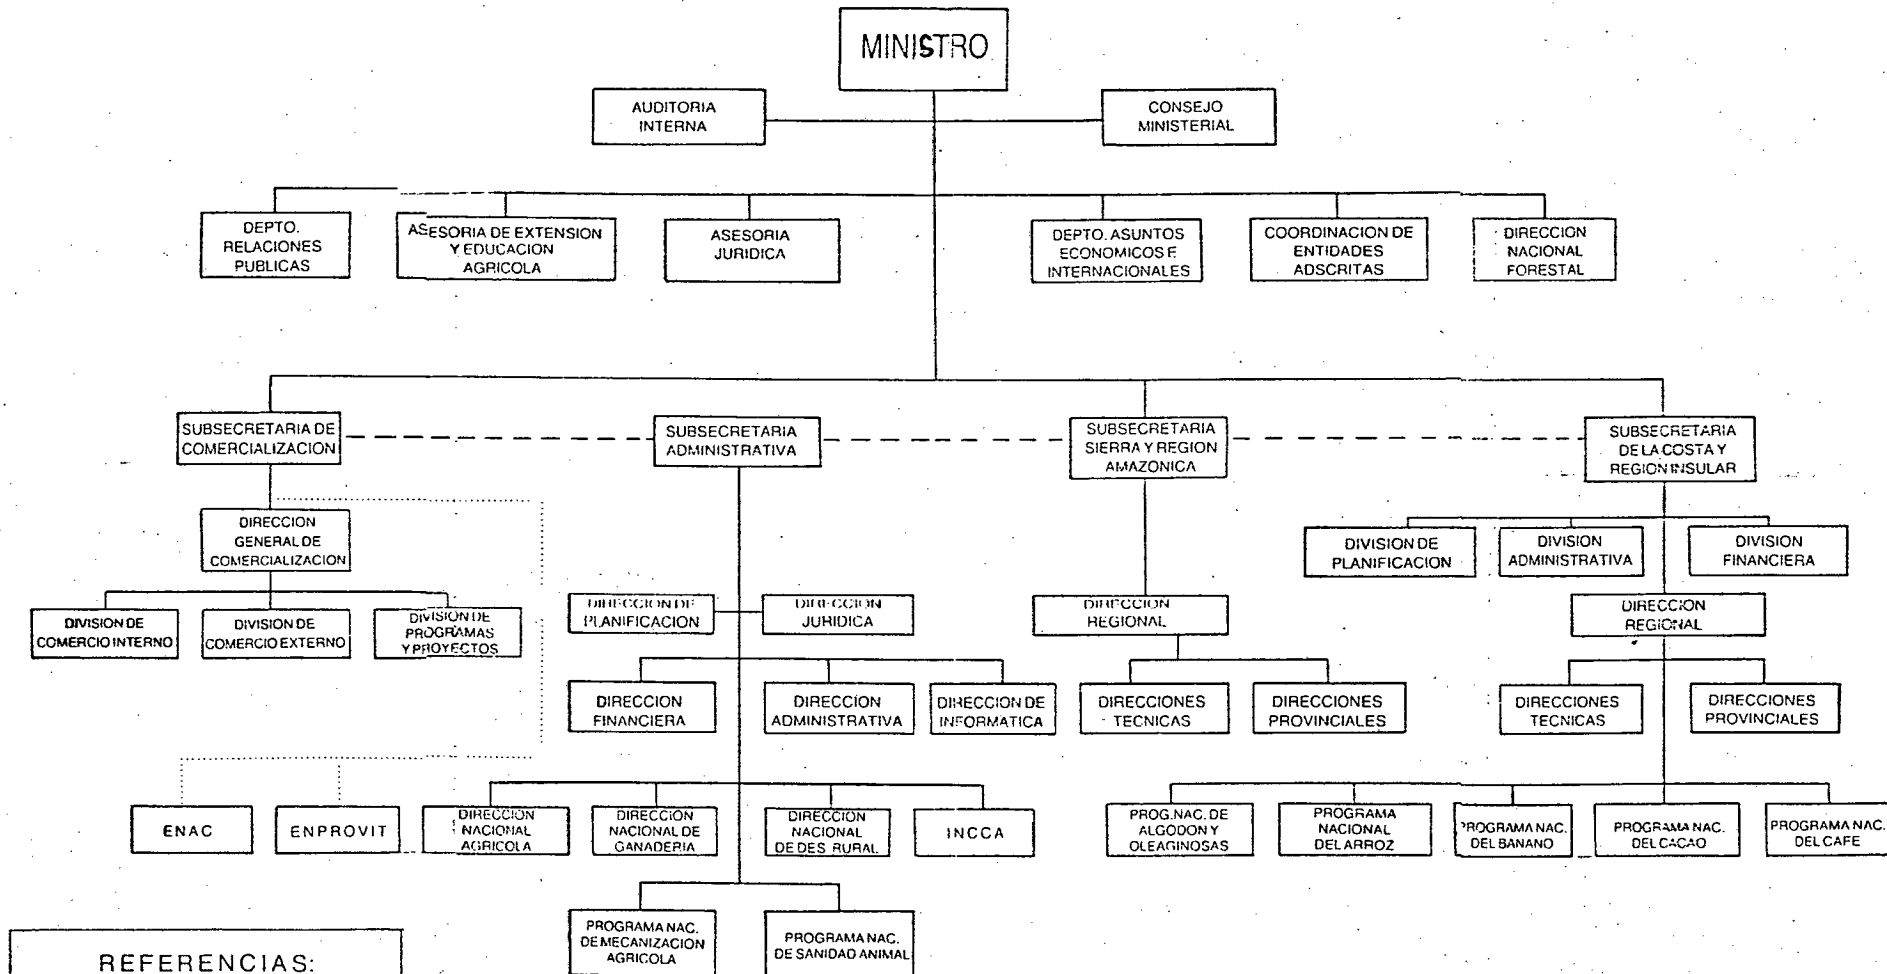 MINISTRO
AUDITORIA
INTERNA
CONSEJO
MINISTERIAL
DEPTO.
RELACIONES
PUBLICAS
ASESORIA DE EXTENSION
Y EDUCACION
AGRICOLA
ASESORIA
JURIDICA
DEPTO. ASUNTOS
ECONOMICOS E
INTERNACIONALES
COORDINACION DE
ENTIDADES
ADSCRITAS
DIRECCION
NACIONAL
FORESTAL
SUBSECRETARIA DE
COMERCIALIZACION
SUBSECRETARIA
ADMINISTRATIVA
SUBSECRETARIA
SIERRA Y REGION
AMAZONICA
SUBSECRETARIA
DE LA COSTA Y
REGION INSULAR
DIRECCION
GENERAL DE
COMERCIALIZACION
DIVISION DE
PLANIFICACION
DIVISION
ADMINISTRATIVA
DIVISION
FINANCIERA
DIVISION DE
COMERCIO INTERNO
DIVISION DE
COMERCIO EXTERNO
DIVISION DE
PROGRAMAS
Y PROYECTOS
DIRECCION DE
PLANIFICACION
DIRECCION
JURIDICA
DIRECCION
REGIONAL
DIRECCION
REGIONAL
DIRECCION
FINANCIERA
DIRECCION
ADMINISTRATIVA
DIRECCION DE
INFORMATICA
DIRECCIONES
TECNICAS
DIRECCIONES
PROVINCIALES
DIRECCIONES
TECNICAS
DIRECCIONES
PROVINCIALES
ENAC
ENPROVIT
DIRECCION
NACIONAL
AGRICOLA
DIRECCION
NACIONAL DE
GANADERIA
DIRECCION
NACIONAL
DE DES. RURAL
INCCA
PROG. NAC. DE
ALGODON Y
OLEAGINOSAS
PROGRAMA
NACIONAL
DEL ARROZ
PROGRAMA NAC.
DEL BANANO
PROGRAMA NAC.
DEL CACAO
PROGRAMA NAC.
DEL CAFE
PROGRAMA NAC.
DE MECANIZACION
AGRICOLA
PROGRAMA NAC.
DE SANIDAD ANIMAL
REFERENCIAS: